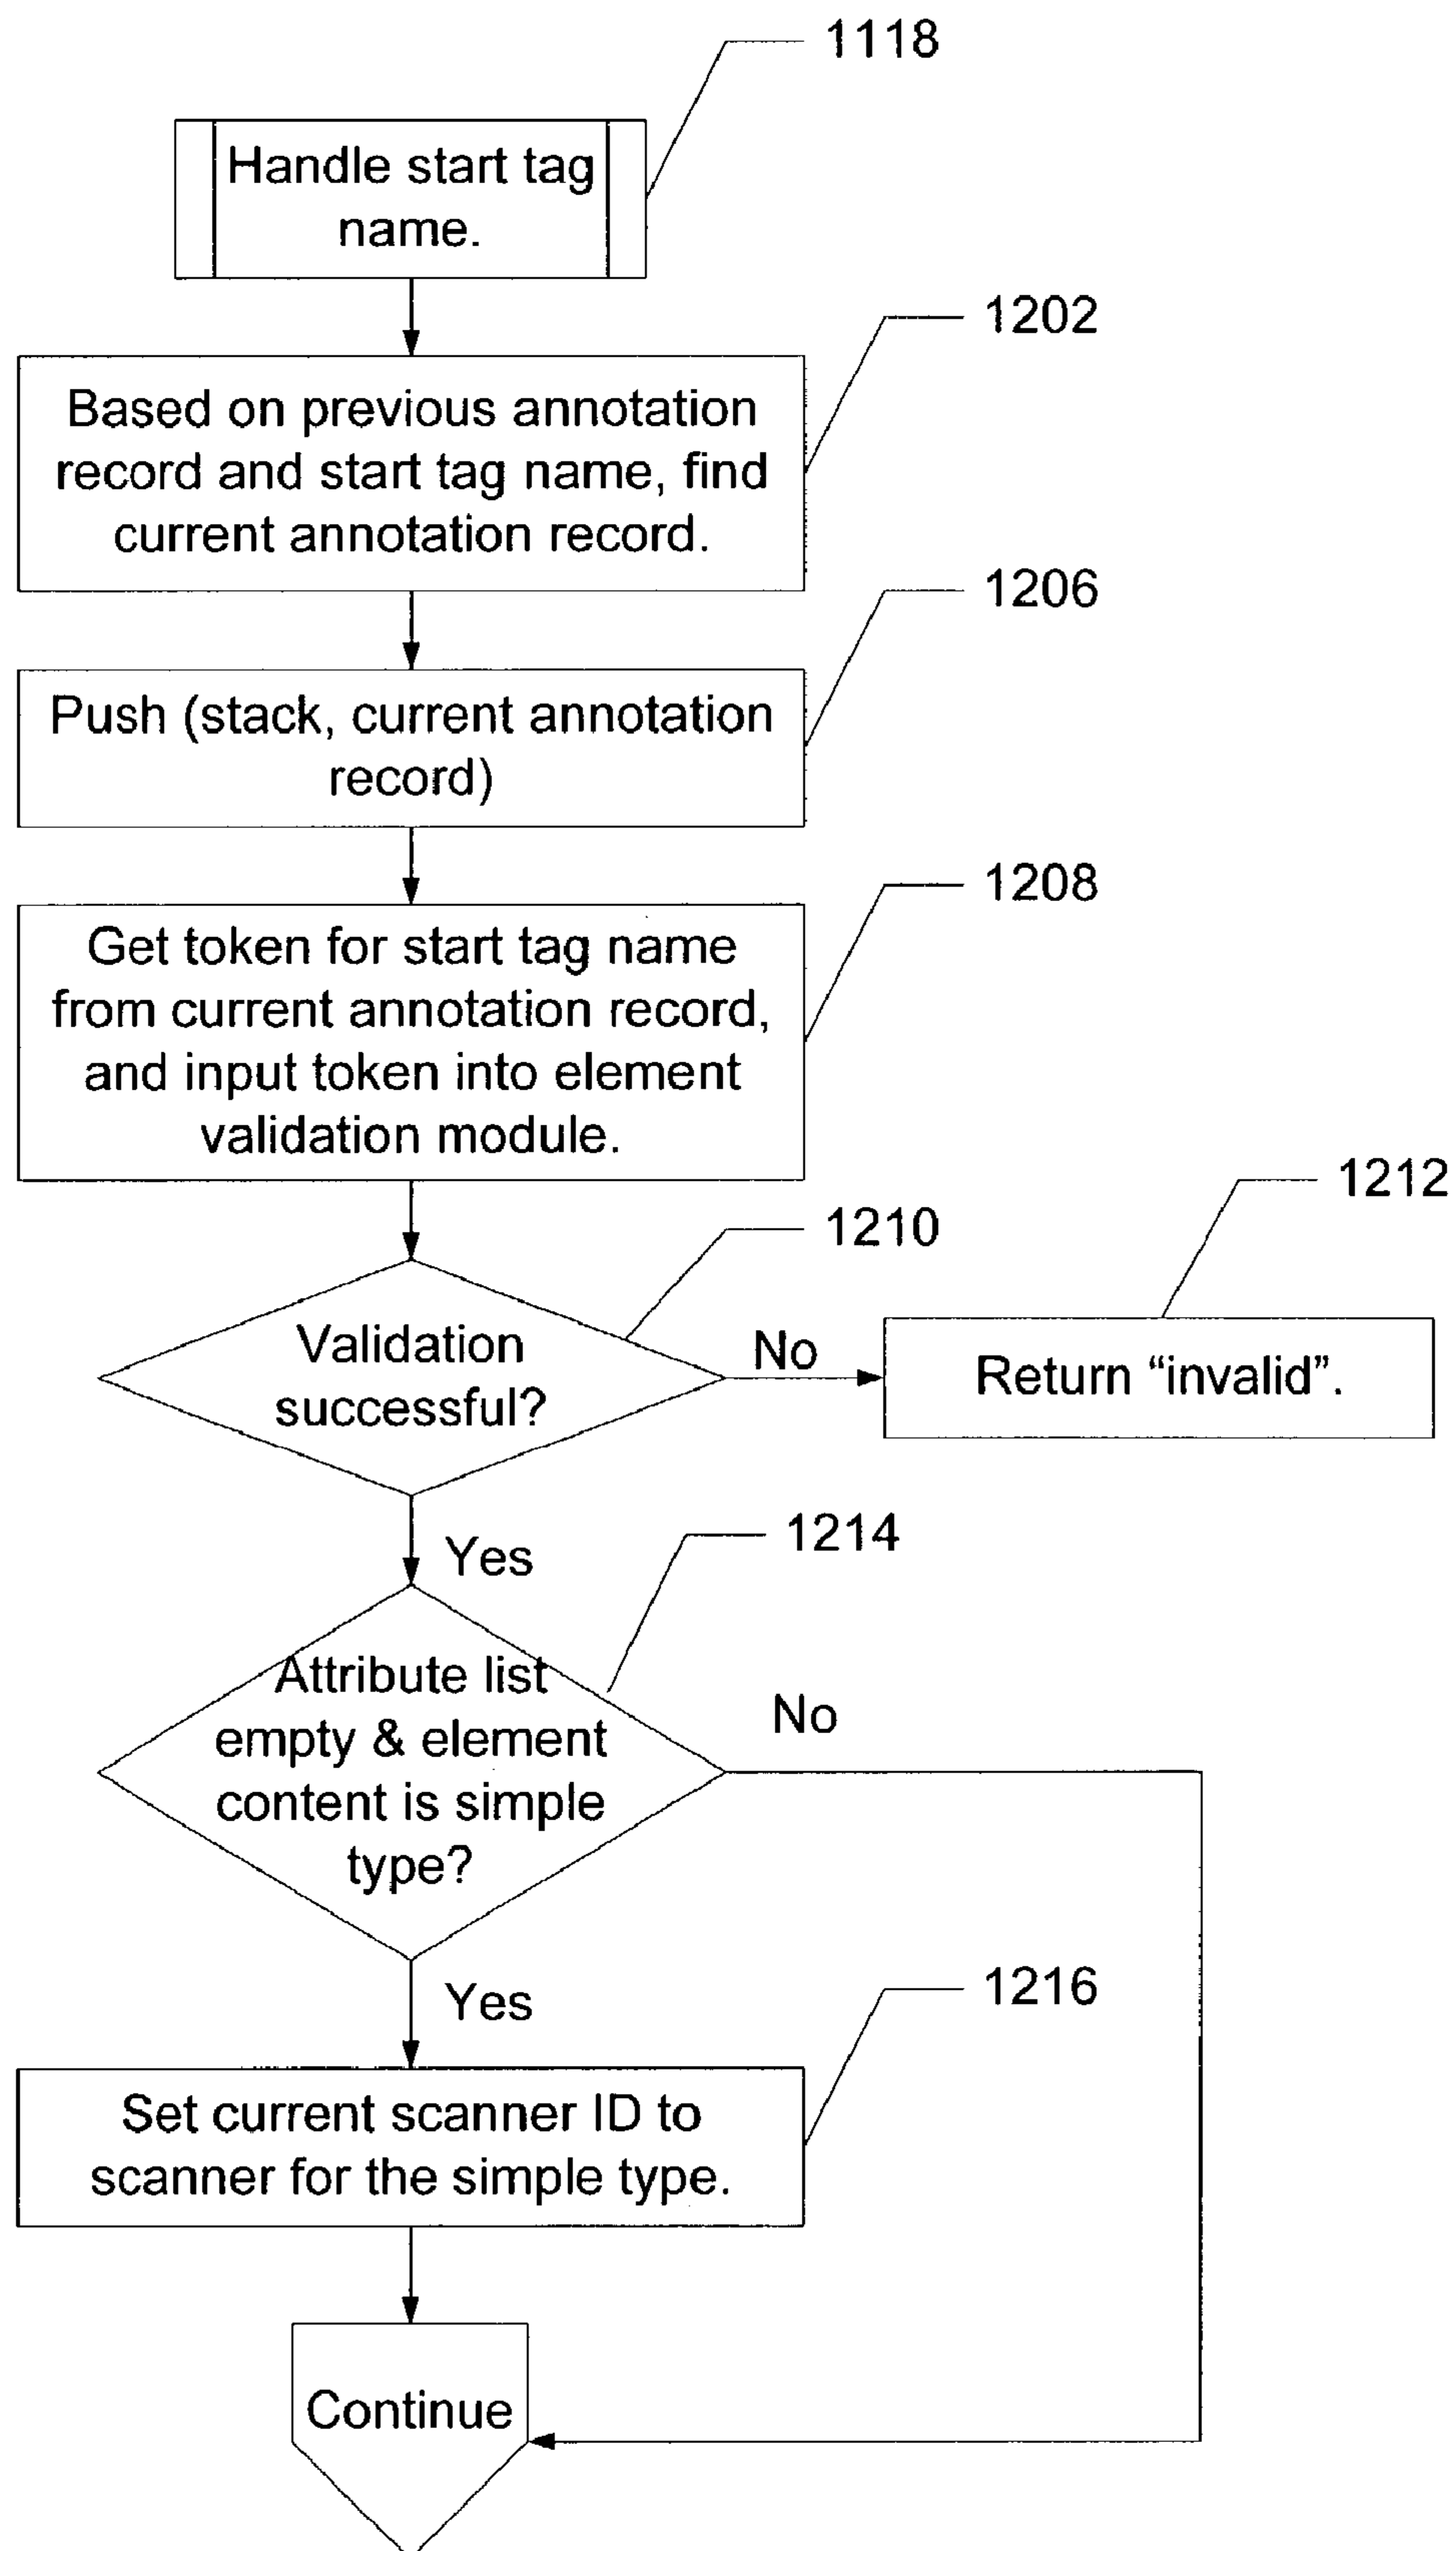 1118
Handle start tag
name.
1202
Based on previous annotation
record and start tag name, find
current annotation record.
1206
Push (stack, current annotation
record)
1208
Get token for start tag name
from current annotation record,
and input token into element
validation module.
1212
1210
Validation
successful?
No
Return “invalid”.
Yes
1214
Attribute list
empty & element
content is simple
type?
No
Yes
1216
Set current scanner ID to
scanner for the simple type.
Continue